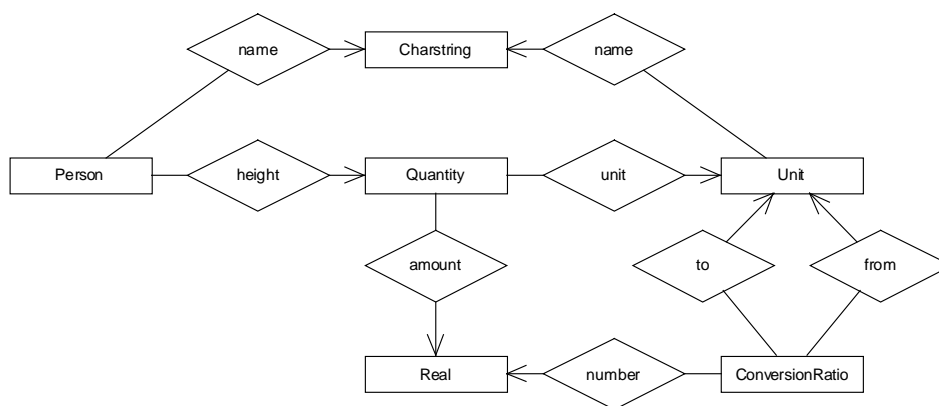 name
Charstring
name
Person
height
Quantity
unit
Unit
amount
to
from
Real
number
ConversionRatio